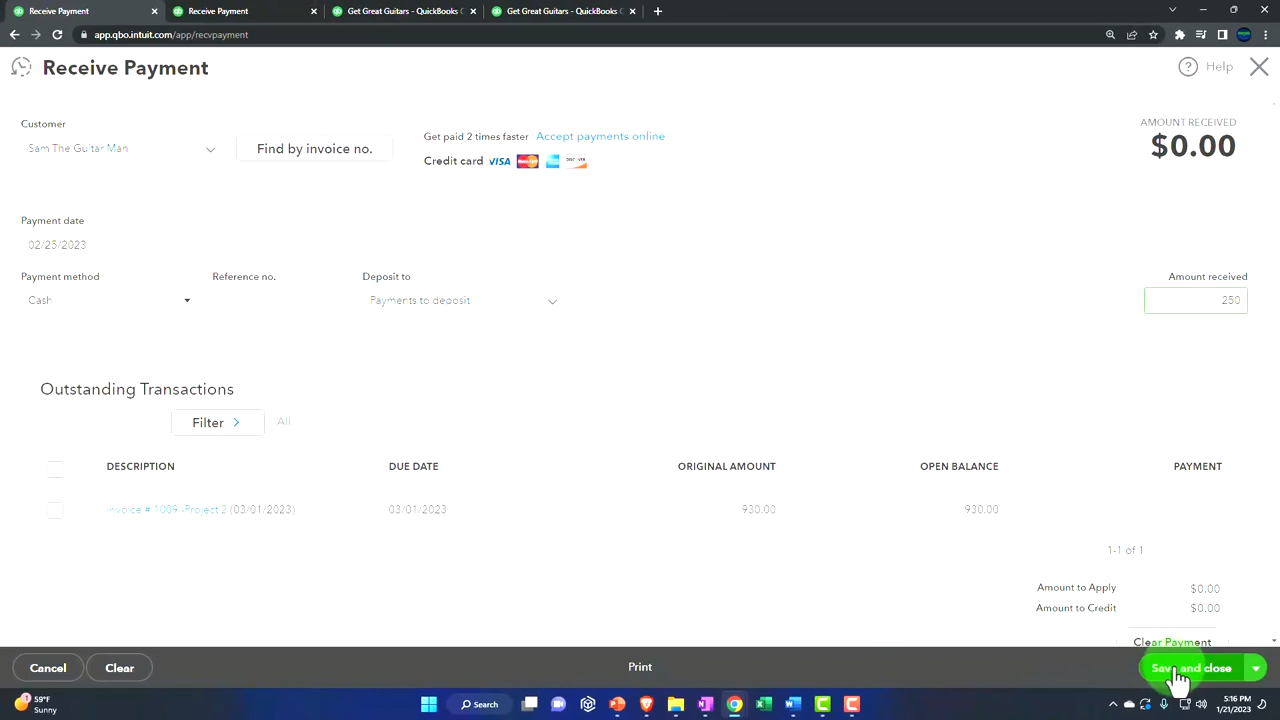 Receive Payment
Receive Payment
Get Great Guitars - QuickBooks C
Get Great Guitars - QuickBooks C
app.qbo.intuit.com/app/recvpayment
Receive Payment
Help
Customer
Sam The Guitar Man
Find by invoice no.
Get paid 2 times faster Accept payments online
Credit card VISA
DISCOVER
AMOUNT RECEIVED
$0.00
Payment date
02/25/2023
Payment method
Reference no.
Deposit to
Amount received
Cash
Payments to deposit
250
Outstanding Transactions
Filter
All
DESCRIPTION DUE DATE ORIGINAL AMOUNT OPEN BALANCE PAYMENT
Invoice # 1089 -Project 2 (03/01/2023) 03/01/2023 930.00 930.00
1-1 of 1
Amount to Apply $0.00
Amount to Credit $0.00
Clear Payment
Cancel
Clear
Print
Save and close
1
59°F
Sunny
Search
5:16 PM
1/21/2023